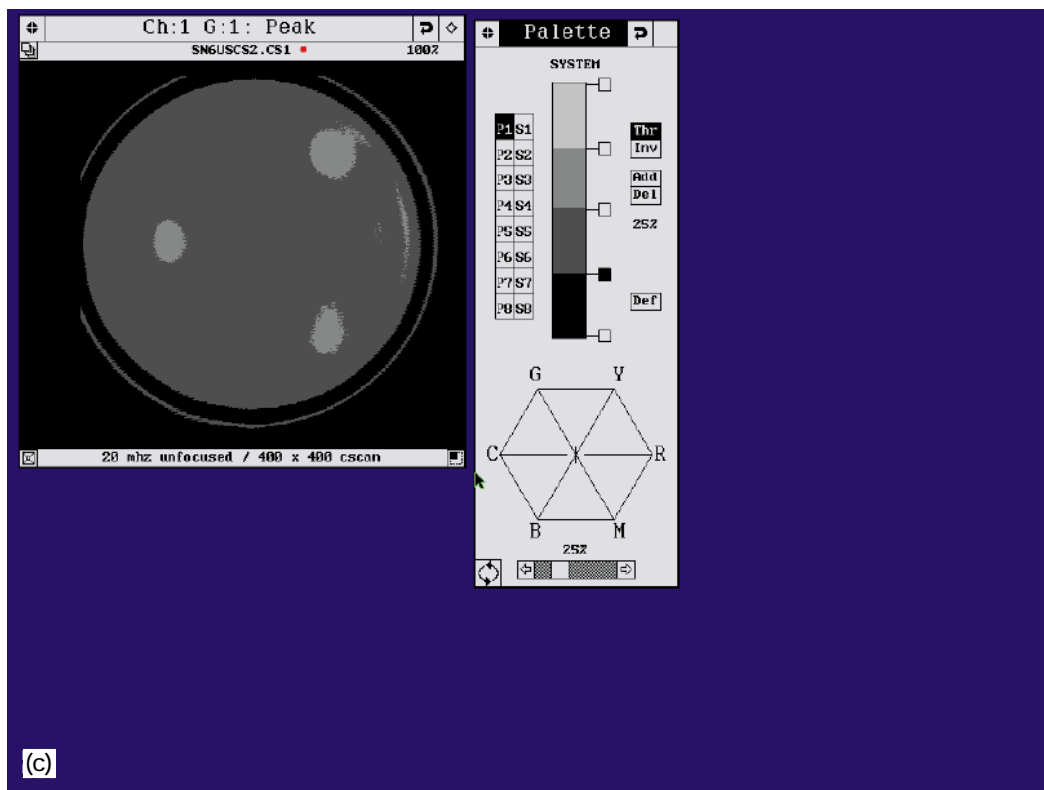 Ch:1 G:1: Peak
SN6USCS2.CS1
100%
20 mhz unfocused / 400 x 400 cscan
Palette
SYSTEM
P1 S1
P2 S2
P3 S3
P4 S4
P5 S5
P6 S6
P7 S7
P8 S8
Thr
Inv
Add
Del
25%
Def
G Y
C R
B M
25%
(c)